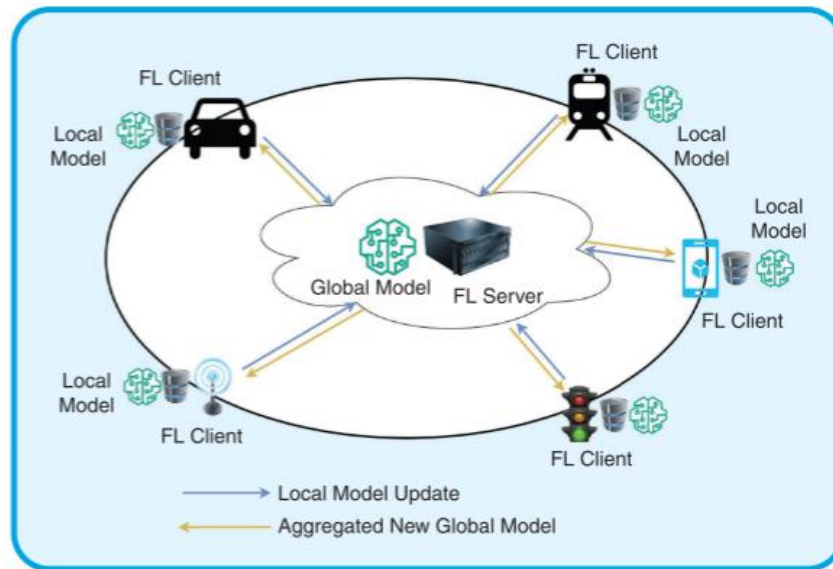 FL Client
FL Client
Local
Model
Local
Model
Local
Model
Global Model
FL Server
FL Client
Local
Model
FL Client
FL Client
Local Model Update
Aggregated New Global Model